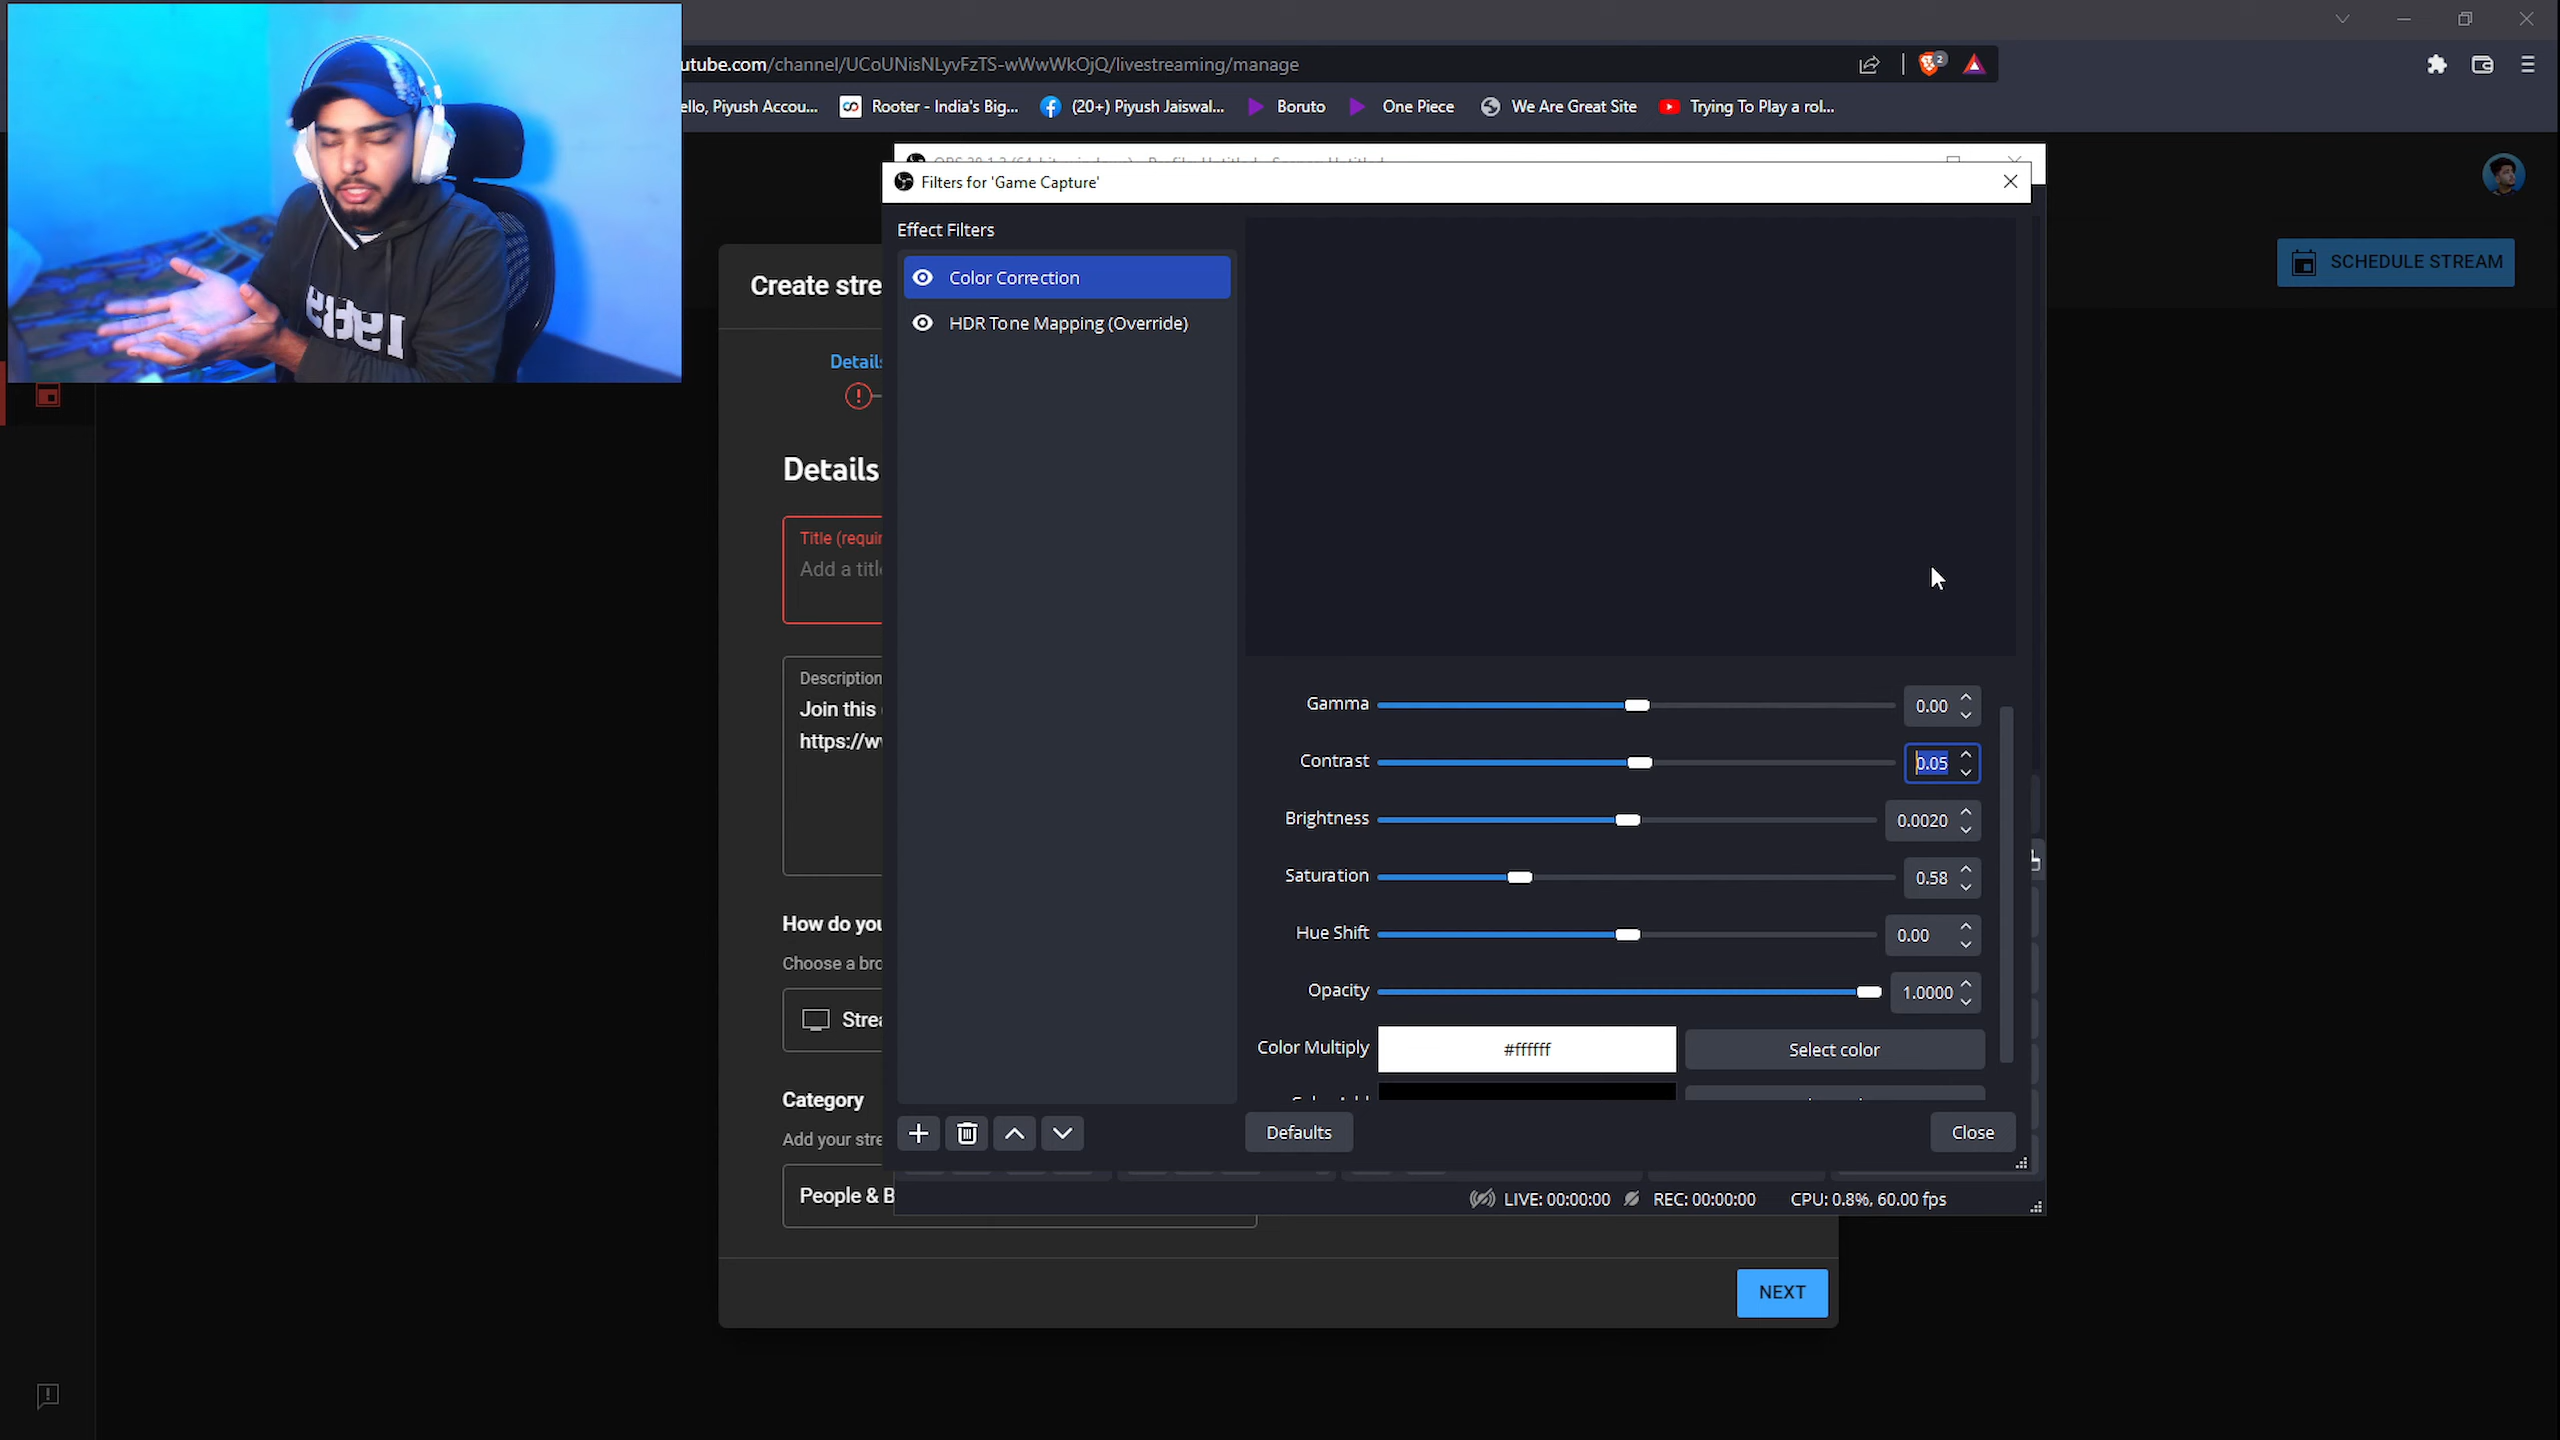 utube.com/channel/UCoUNisNLyvFzTS-wWwWkOjQ/livestreaming/manage
2
ello, Piyush Accou...
Rooter - India's Big...
(20+) Piyush Jaiswal...
Boruto
One Piece
We Are Great Site
Trying To Play a rol...
Filters for 'Game Capture'
Effect Filters
Color Correction
HDR Tone Mapping (Override)
SCHEDULE STREAM
Create stre
Details
Details
Title (requir
Add a title
Description
Join this
https://w
How do you
Choose a bro
Strea
Category
Add your stre
People & B
Gamma 0.00
Contrast 0.05
Brightness 0.0020
Saturation 0.58
Hue Shift 0.00
Opacity 1.0000
Color Multiply #ffffff Select color
Defaults
Close
LIVE: 00:00:00 REC: 00:00:00 CPU: 0.8%, 60.00 fps
NEXT